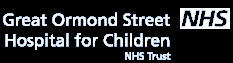 Great Ormond Street NHS
Hospital for Children
NHS Trust